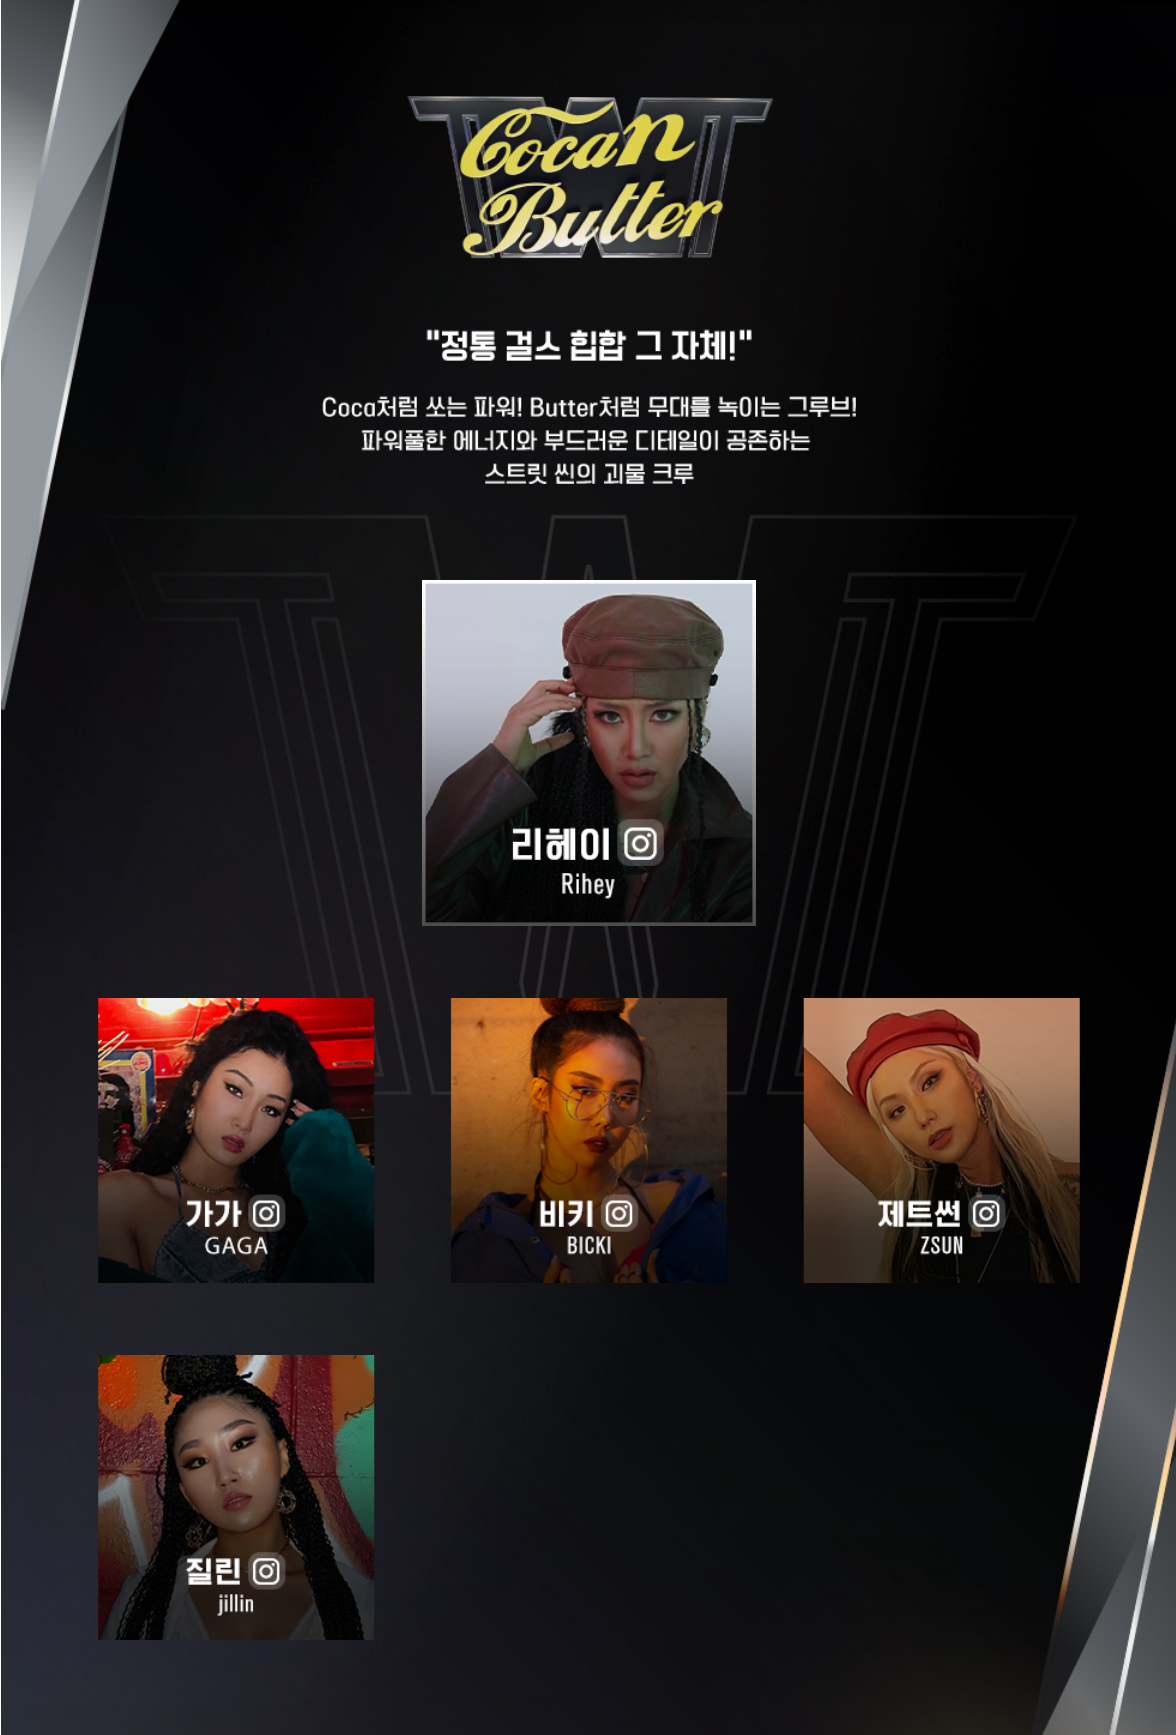 Cocan
Butter
"정통 걸스 힙합 그 자체!"
Coca처럼 쏘는 파워! Butter처럼 무대를 녹이는 그루브!
파워풀한 에너지와 부드러운 디테일이 공존하는
스트릿 씬의 괴물 크루
리헤이
Rihey
가가
GAGA
비키
BICKI
제트썬
ZSUN
질린
jillin